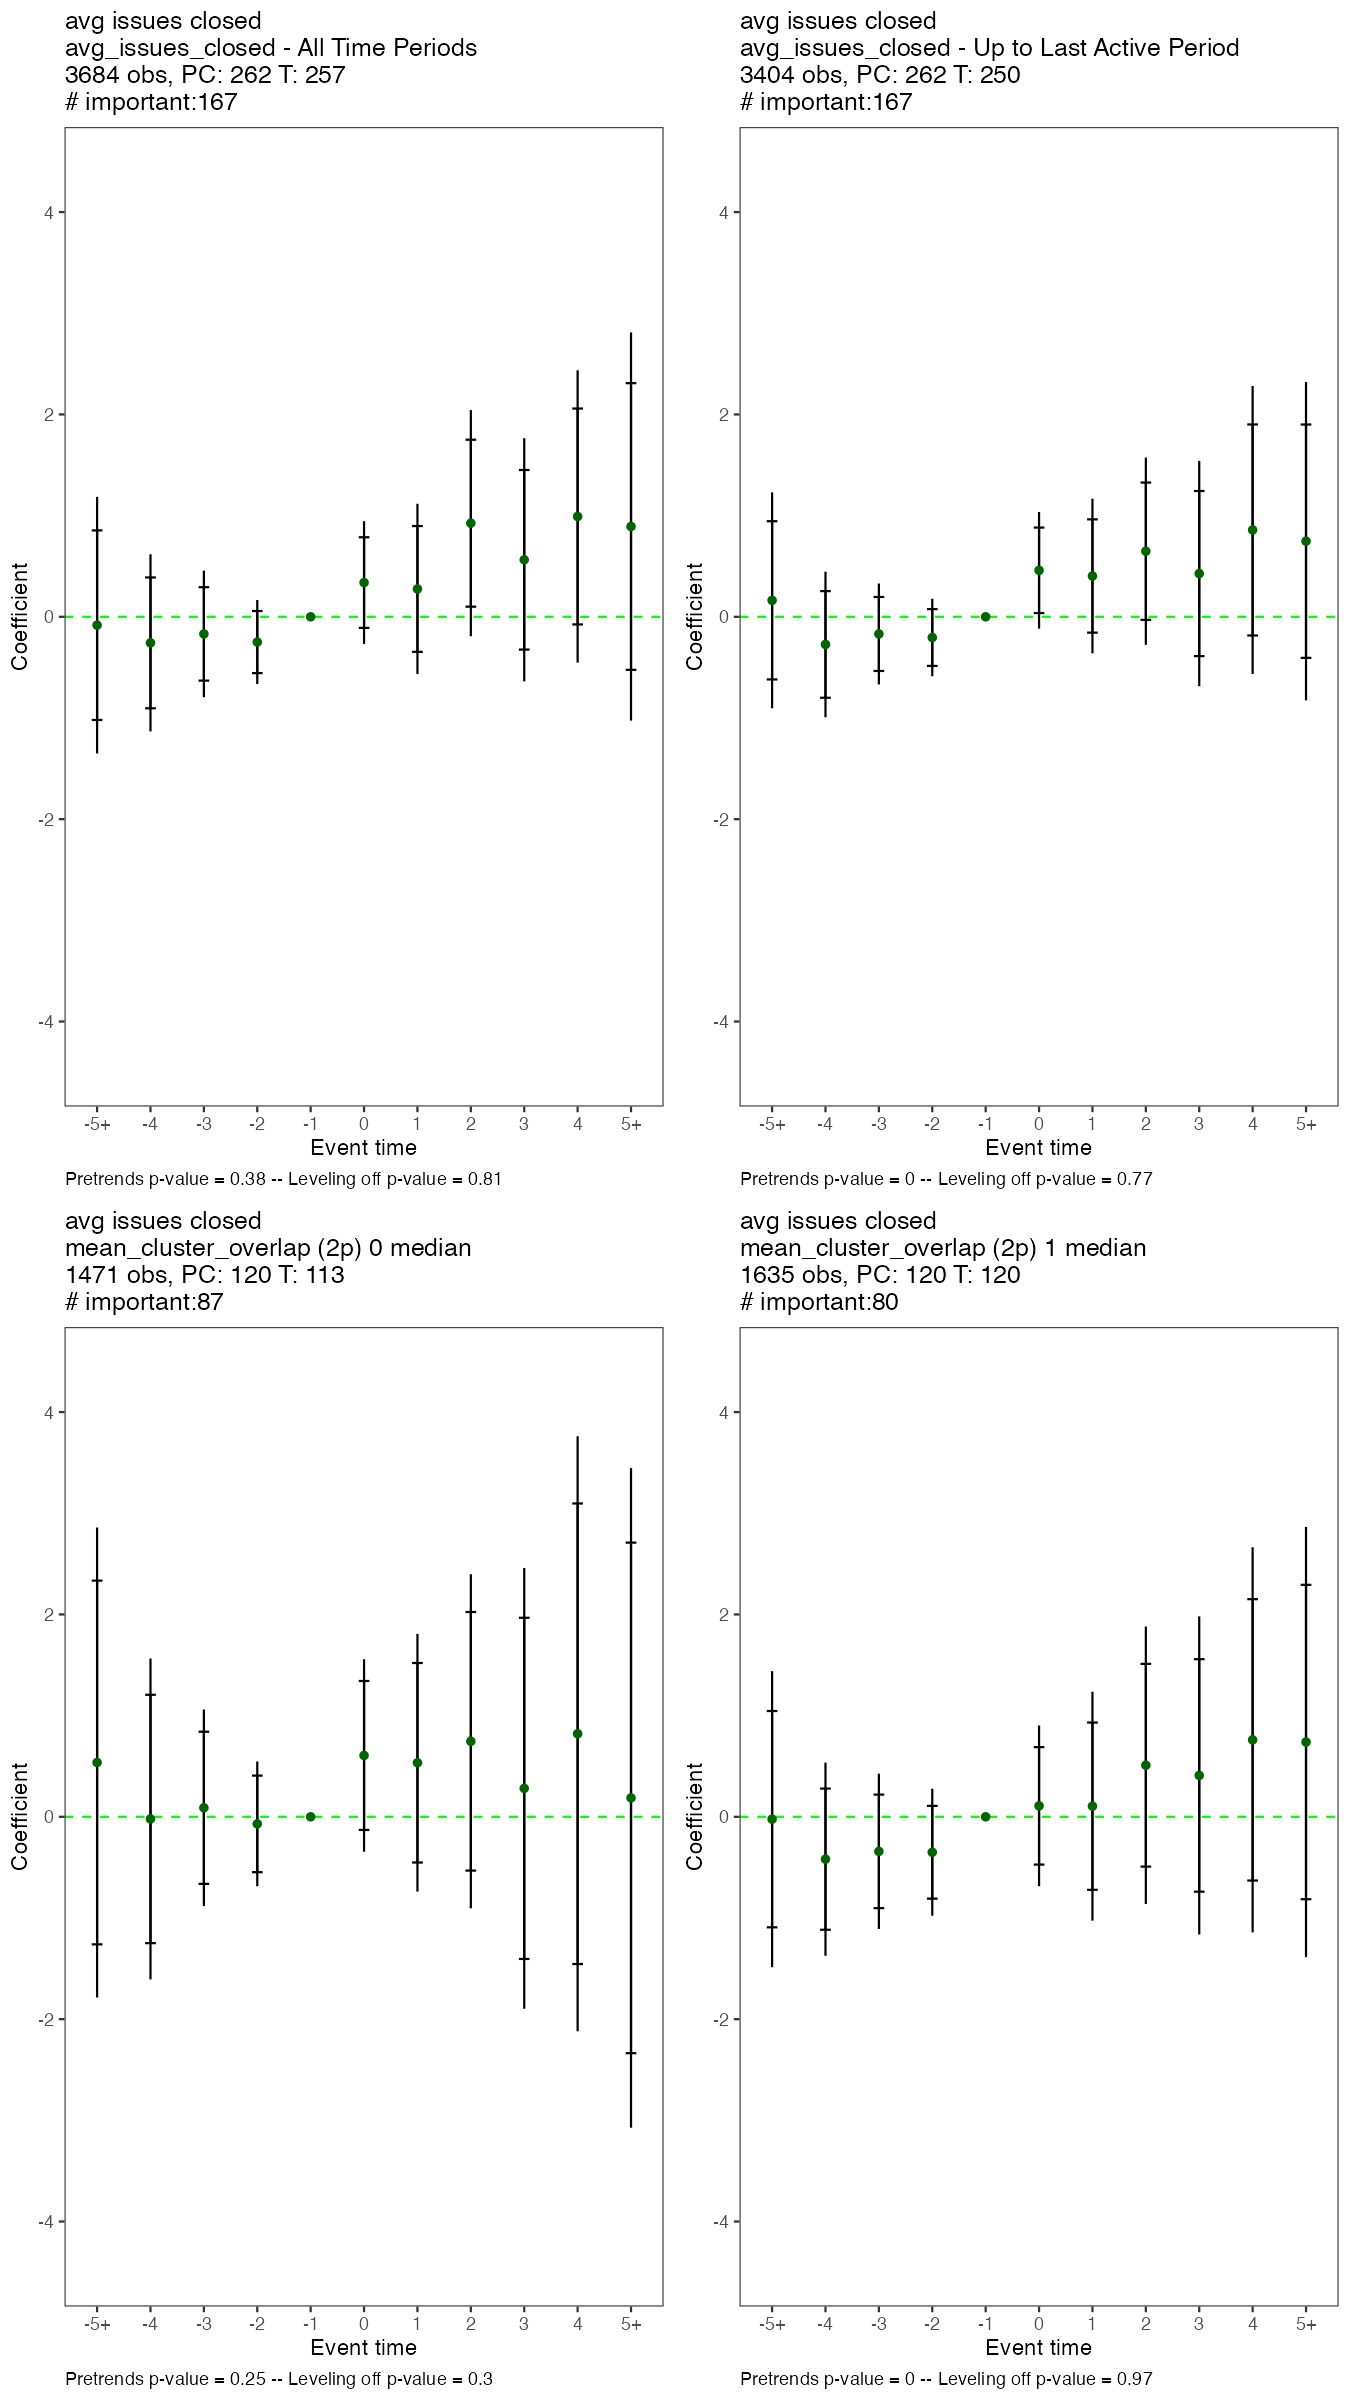 avg issues closed
avg_issues_closed - All Time Periods
3684 obs, PC: 262 T: 257
# important:167
4
2
0
-2
-4
Coefficient
-5+ -4 -3 -2 -1 0 1 2 3 4 5+
Event time
Pretrends p-value = 0.38 -- Leveling off p-value = 0.81
avg issues closed
avg_issues_closed - Up to Last Active Period
3404 obs, PC: 262 T: 250
# important:167
4
2
0
-2
-4
Coefficient
-5+ -4 -3 -2 -1 0 1 2 3 4 5+
Event time
Pretrends p-value = 0 -- Leveling off p-value = 0.77
avg issues closed
mean_cluster_overlap (2p) 0 median
1471 obs, PC: 120 T: 113
# important:87
4
2
0
-2
-4
Coefficient
-5+ -4 -3 -2 -1 0 1 2 3 4 5+
Event time
Pretrends p-value = 0.25 -- Leveling off p-value = 0.3
avg issues closed
mean_cluster_overlap (2p) 1 median
1635 obs, PC: 120 T: 120
# important:80
4
2
0
-2
-4
Coefficient
-5+ -4 -3 -2 -1 0 1 2 3 4 5+
Event time
Pretrends p-value = 0 -- Leveling off p-value = 0.97